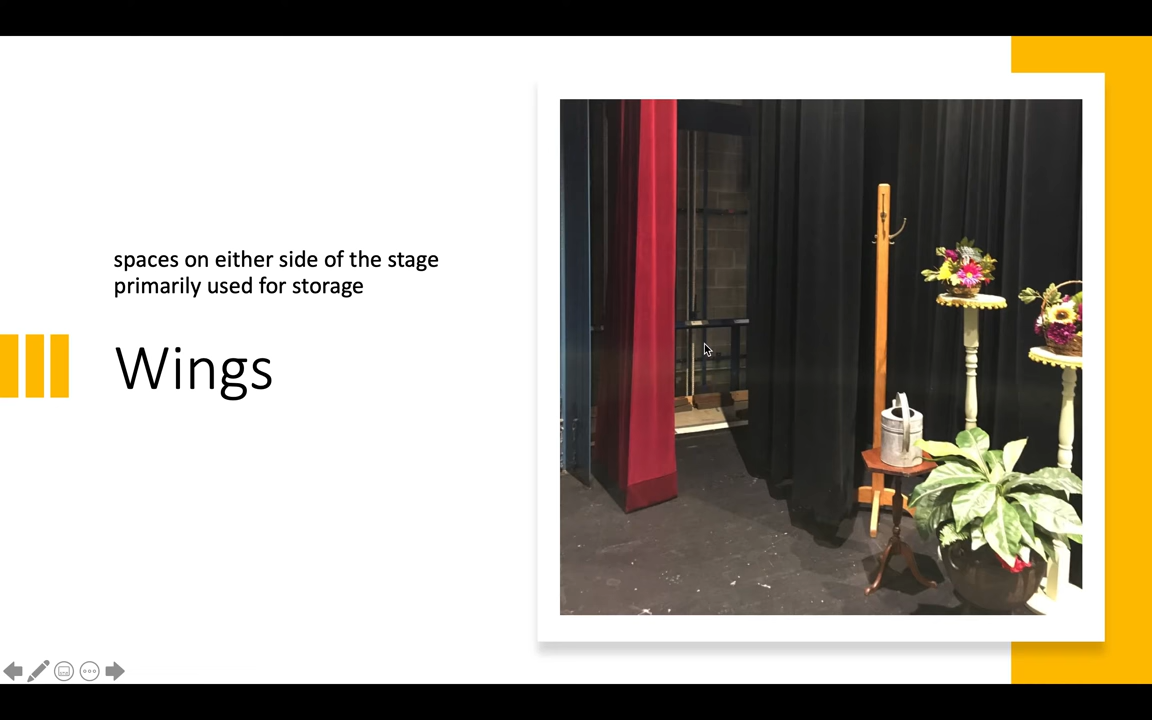 spaces on either side of the stage
primarily used for storage
Wings